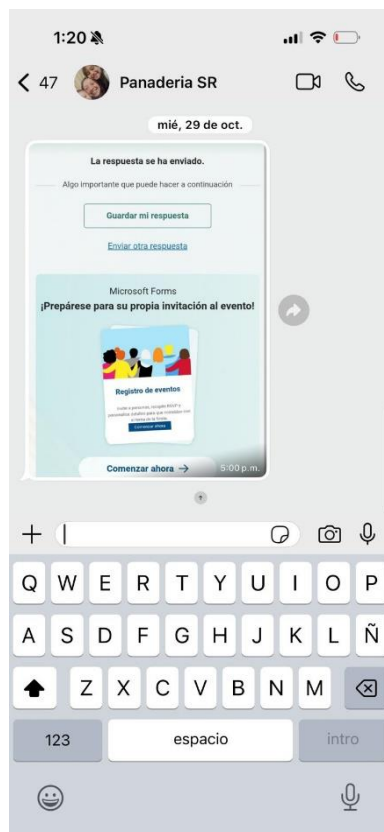 1:20
47 Panaderia SR
mié, 29 de oct.
La respuesta se ha enviado.
Algo importante que puede hacer a continuación
Guardar mi respuesta
Enviar otra respuesta
Microsoft Forms
¡Prepárese para su propia invitación al evento!
Registro de eventos
Comenzar ahora
Comenzar ahora →
5:00 p.m.
Q W E R T Y U I O P
A S D F G H J K L Ñ
Z X C V B N M
123 espacio intro